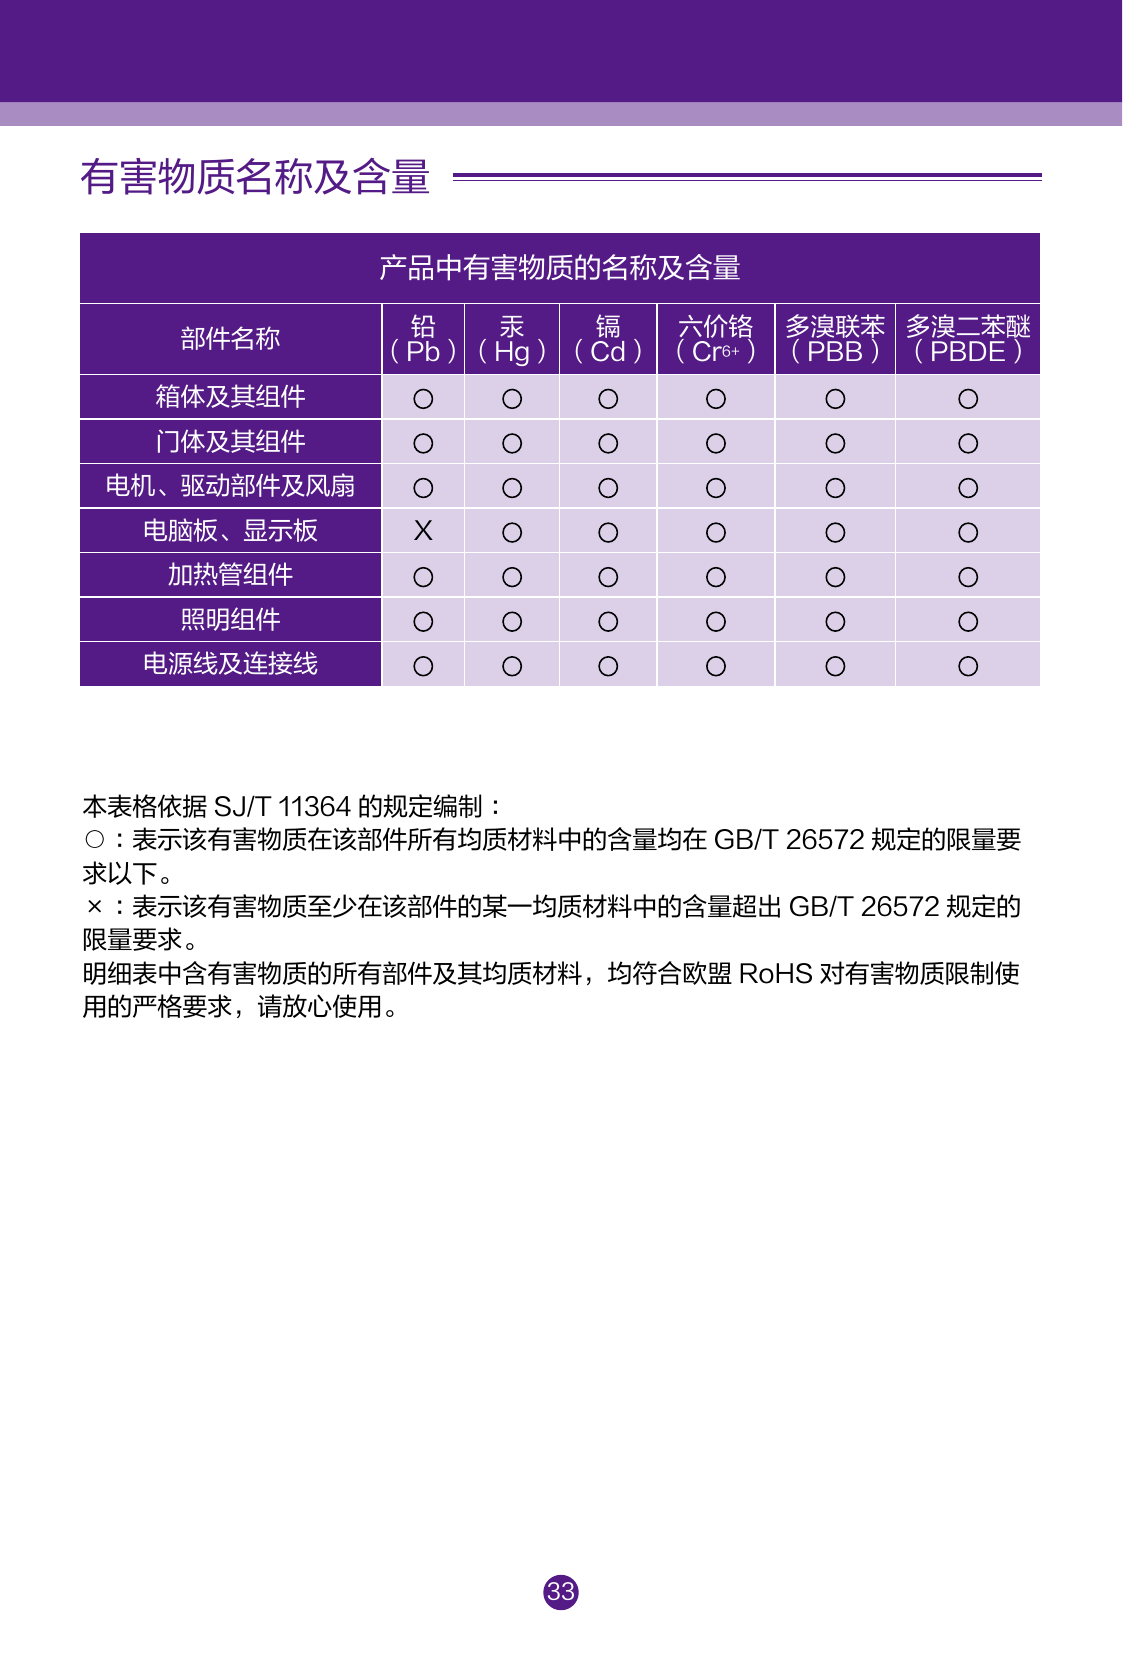 有害物质名称及含量
产品中有害物质的名称及含量
部件名称 铅（Pb） 汞（Hg） 镉（Cd） 六价铬（Cr6+） 多溴联苯（PBB） 多溴二苯醚（PBDE）
箱体及其组件 ○ ○ ○ ○ ○ ○
门体及其组件 ○ ○ ○ ○ ○ ○
电机、驱动部件及风扇 ○ ○ ○ ○ ○ ○
电脑板、显示板 X ○ ○ ○ ○ ○
加热管组件 ○ ○ ○ ○ ○ ○
照明组件 ○ ○ ○ ○ ○ ○
电源线及连接线 ○ ○ ○ ○ ○ ○
本表格依据 SJ/T 11364 的规定编制：
○：表示该有害物质在该部件所有均质材料中的含量均在 GB/T 26572 规定的限量要
求以下。
×：表示该有害物质至少在该部件的某一均质材料中的含量超出 GB/T 26572 规定的
限量要求。
明细表中含有害物质的所有部件及其均质材料，均符合欧盟 RoHS 对有害物质限制使
用的严格要求，请放心使用。
33